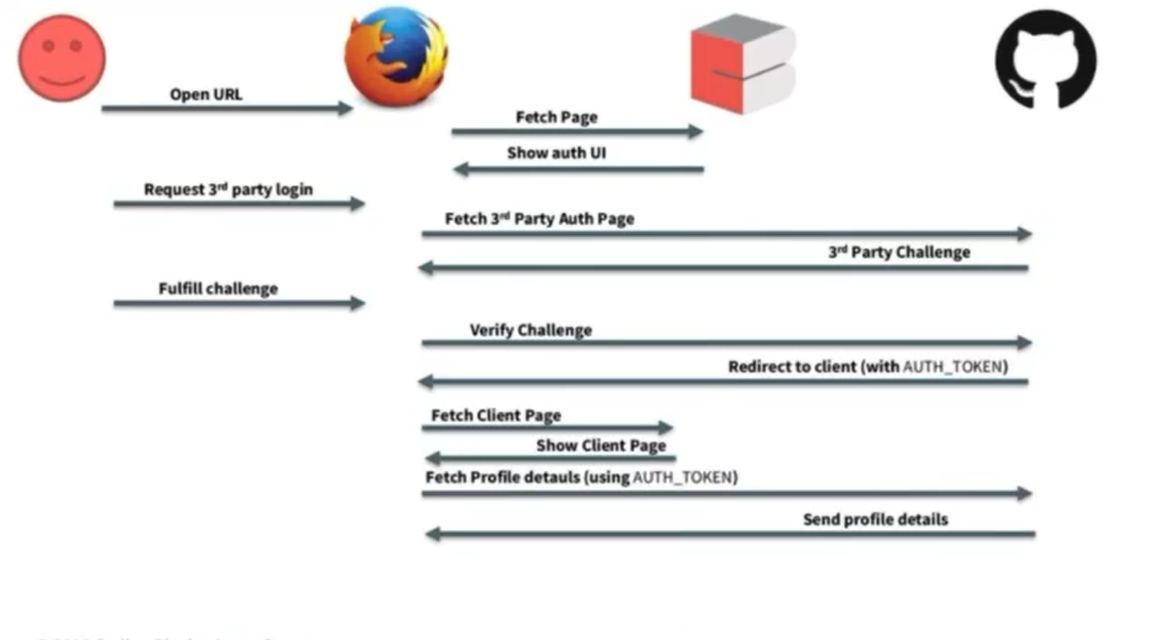 Open URL
Fetch Page
Show auth UI
Request 3rd party login
Fetch 3rd Party Auth Page
3rd Party Challenge
Fulfill challenge
Verify Challenge
Redirect to client (with AUTH_TOKEN)
Fetch Client Page
Show Client Page
Fetch Profile detauls (using AUTH_TOKEN)
Send profile details